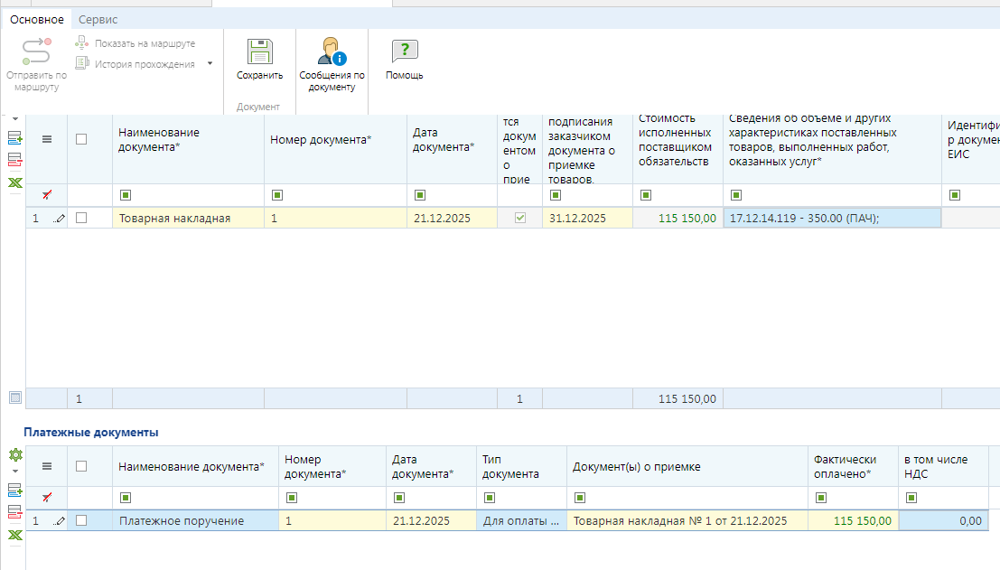 Основное Сервис
Отправить по
маршруту
Показать на маршруте
История прохождения
Сохранить
Документ
Сообщения по
документу
Помощь
Наименование
документа*
Номер документа*
Дата
документа*
тся
докум
ентом
о
прие
подписания
заказчиком
документа о
приемке
товаров,
Стоимость
исполненных
поставщиком
обязательств
Сведения об объеме и других
характеристиках поставленных
товаров, выполненных работ,
оказанных услуг*
Идентифи
р докумен
ЕИС
1 Товарная накладная 1 21.12.2025 31.12.2025 115 150,00 17.12.14.119 - 350.00 (ПАЧ);
1 1 115 150,00
Платежные документы
Наименование документа*
Номер
документа*
Дата
документа*
Тип
документа
Документ(ы) о приемке
Фактически
оплачено*
в том числе
НДС
1 Платежное поручение 1 21.12.2025 Для оплаты ... Товарная накладная № 1 от 21.12.2025 115 150,00 0,00